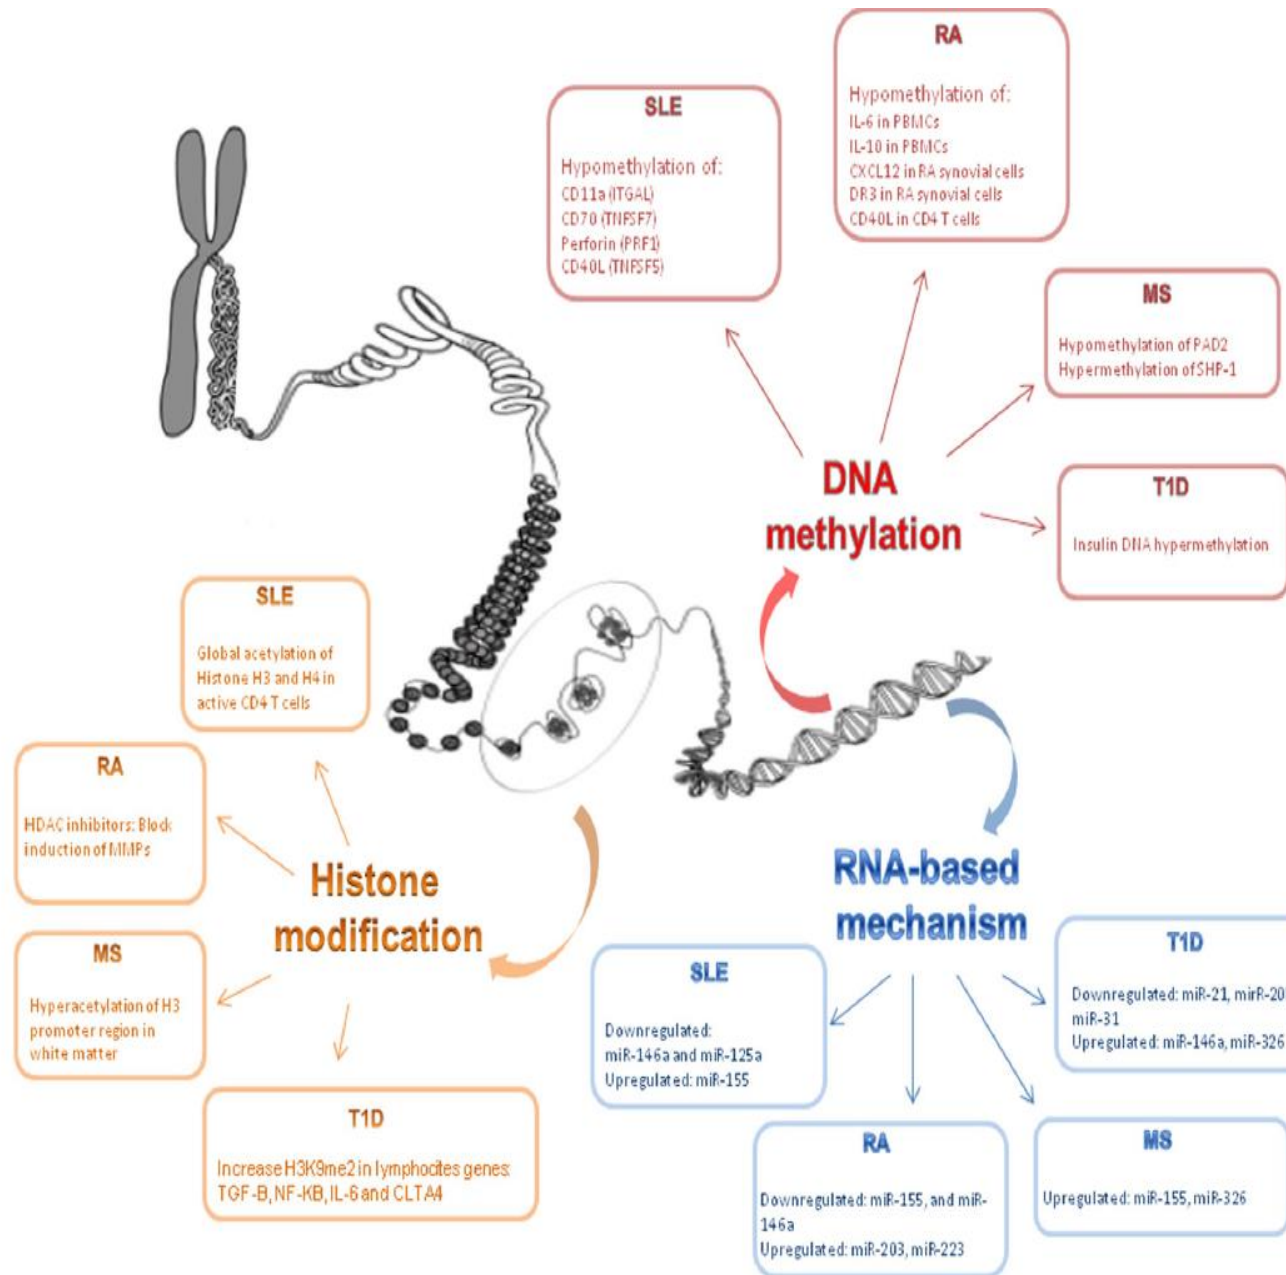 RA
Hypomethylation of:
IL-6 in PBMCs
IL-10 in PBMCs
CXCL12 in RA synovial cells
DR3 in RA synovial cells
CD40L in CD4 T cells
SLE
Hypomethylation of:
CD11a (ITGAL)
CD70 (TNFSF7)
Perforin (PRF1)
CD40L (TNFSF5)
MS
Hypomethylation of PAD2
Hypermethylation of SHP-1
T1D
Insulin DNA hypermethylation
DNA
methylation
SLE
Global acetylation of
Histone H3 and H4 in
active CD4 T cells
RA
HDAC inhibitors: Block
induction of MMPs
MS
Hyperacetylation of H3
promoter region in
white matter
T1D
Increase H3K9me2 in lymphocites genes:
TGF-B, NF-KB, IL-6 and CLTA4
Histone
modification
RNA-based
mechanism
SLE
Downregulated:
miR-146a and miR-125a
Upregulated: miR-155
RA
Downregulated: miR-155, and miR-
146a
Upregulated: miR-203, miR-223
MS
Upregulated: miR-155, miR-326
T1D
Downregulated: miR-21, mirR-20
miR-31
Upregulated: miR-146a, miR-326